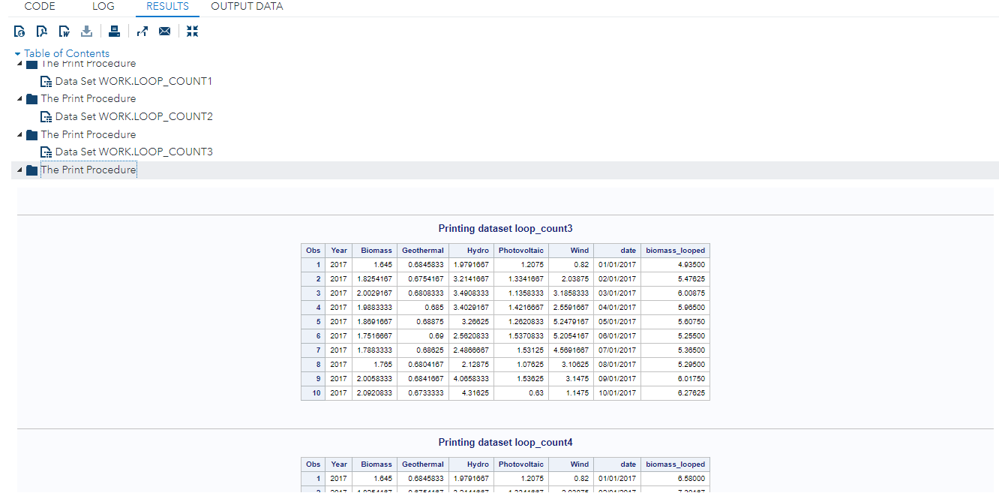 CODE LOG RESULTS OUTPUT DATA
Table of Contents
The Print Procedure
Data Set WORK.LOOP_COUNT1
The Print Procedure
Data Set WORK.LOOP_COUNT2
The Print Procedure
Data Set WORK.LOOP_COUNT3
The Print Procedure
Printing dataset loop_count3
Obs Year Biomass Geothermal Hydro Photovoltaic Wind date biomass_looped
1 2017 1.645 0.6845833 1.9791667 1.2075 0.82 01/01/2017 4.93500
2 2017 1.8254167 0.6754167 3.2141667 1.3341667 2.03875 02/01/2017 5.47625
3 2017 2.0029167 0.6808333 3.4908333 1.1358333 3.1858333 03/01/2017 6.00875
4 2017 1.9883333 0.685 3.4029167 1.4216667 2.5591667 04/01/2017 5.96500
5 2017 1.8691667 0.68875 3.26625 1.2620833 5.2479167 05/01/2017 5.60750
6 2017 1.7516667 0.69 2.5620833 1.5370833 5.2054167 06/01/2017 5.25500
7 2017 1.7883333 0.68625 2.4866667 1.53125 4.5691667 07/01/2017 5.36500
8 2017 1.765 0.6804167 2.12875 1.07625 3.10625 08/01/2017 5.29500
9 2017 2.0058333 0.6841667 4.0658333 1.53625 3.1475 09/01/2017 6.01750
10 2017 2.0920833 0.6733333 4.31625 0.63 1.1475 10/01/2017 6.27625
Printing dataset loop_count4
Obs Year Biomass Geothermal Hydro Photovoltaic Wind date biomass_looped
1 2017 1.645 0.6845833 1.9791667 1.2075 0.82 01/01/2017 6.58000